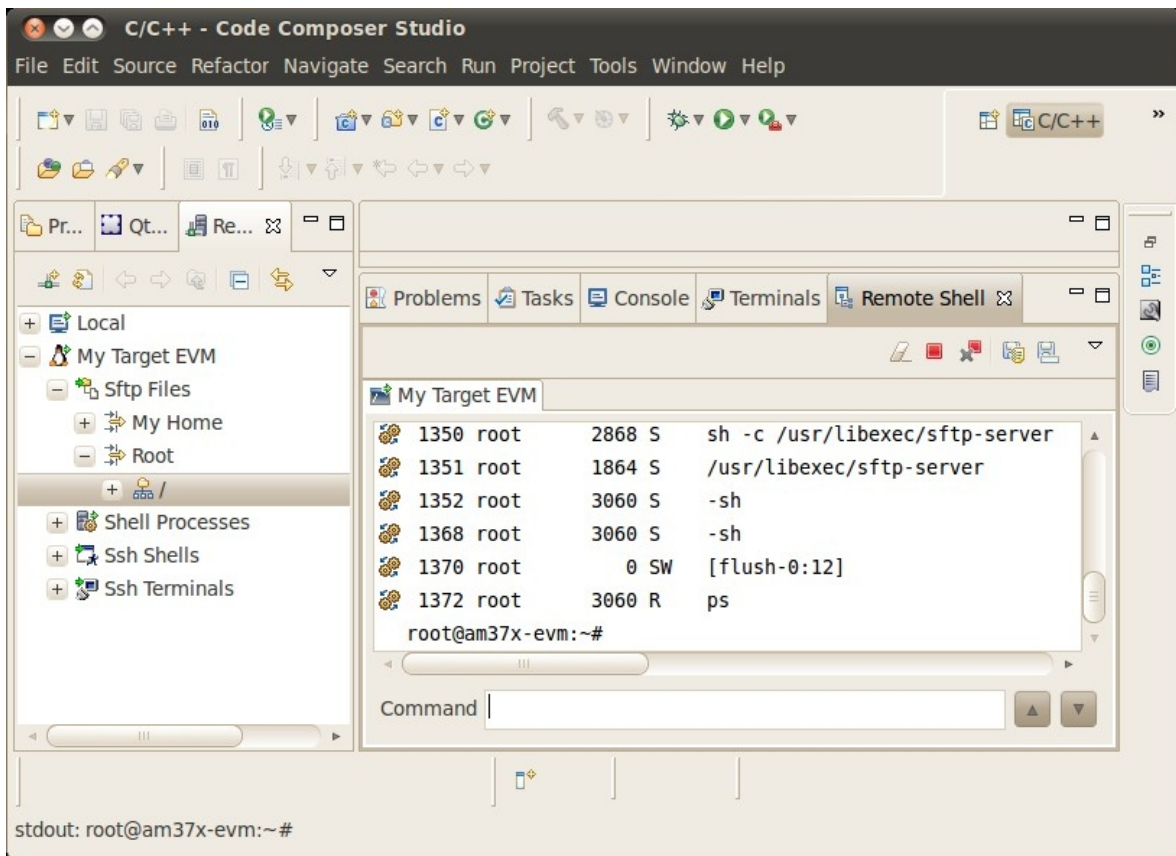 C/C++ - Code Composer Studio
File Edit Source Refactor Navigate Search Run Project Tools Window Help
010
C/C++
»
Pr... Qt... Re...
Problems Tasks Console Terminals Remote Shell
Local
My Target EVM
Sftp Files
My Home
Root
/
Shell Processes
Ssh Shells
Ssh Terminals
My Target EVM
1350 root 2868 S sh -c /usr/libexec/sftp-server
1351 root 1864 S /usr/libexec/sftp-server
1352 root 3060 S -sh
1368 root 3060 S -sh
1370 root 0 SW [flush-0:12]
1372 root 3060 R ps
root@am37x-evm:~#
Command
stdout: root@am37x-evm:~#